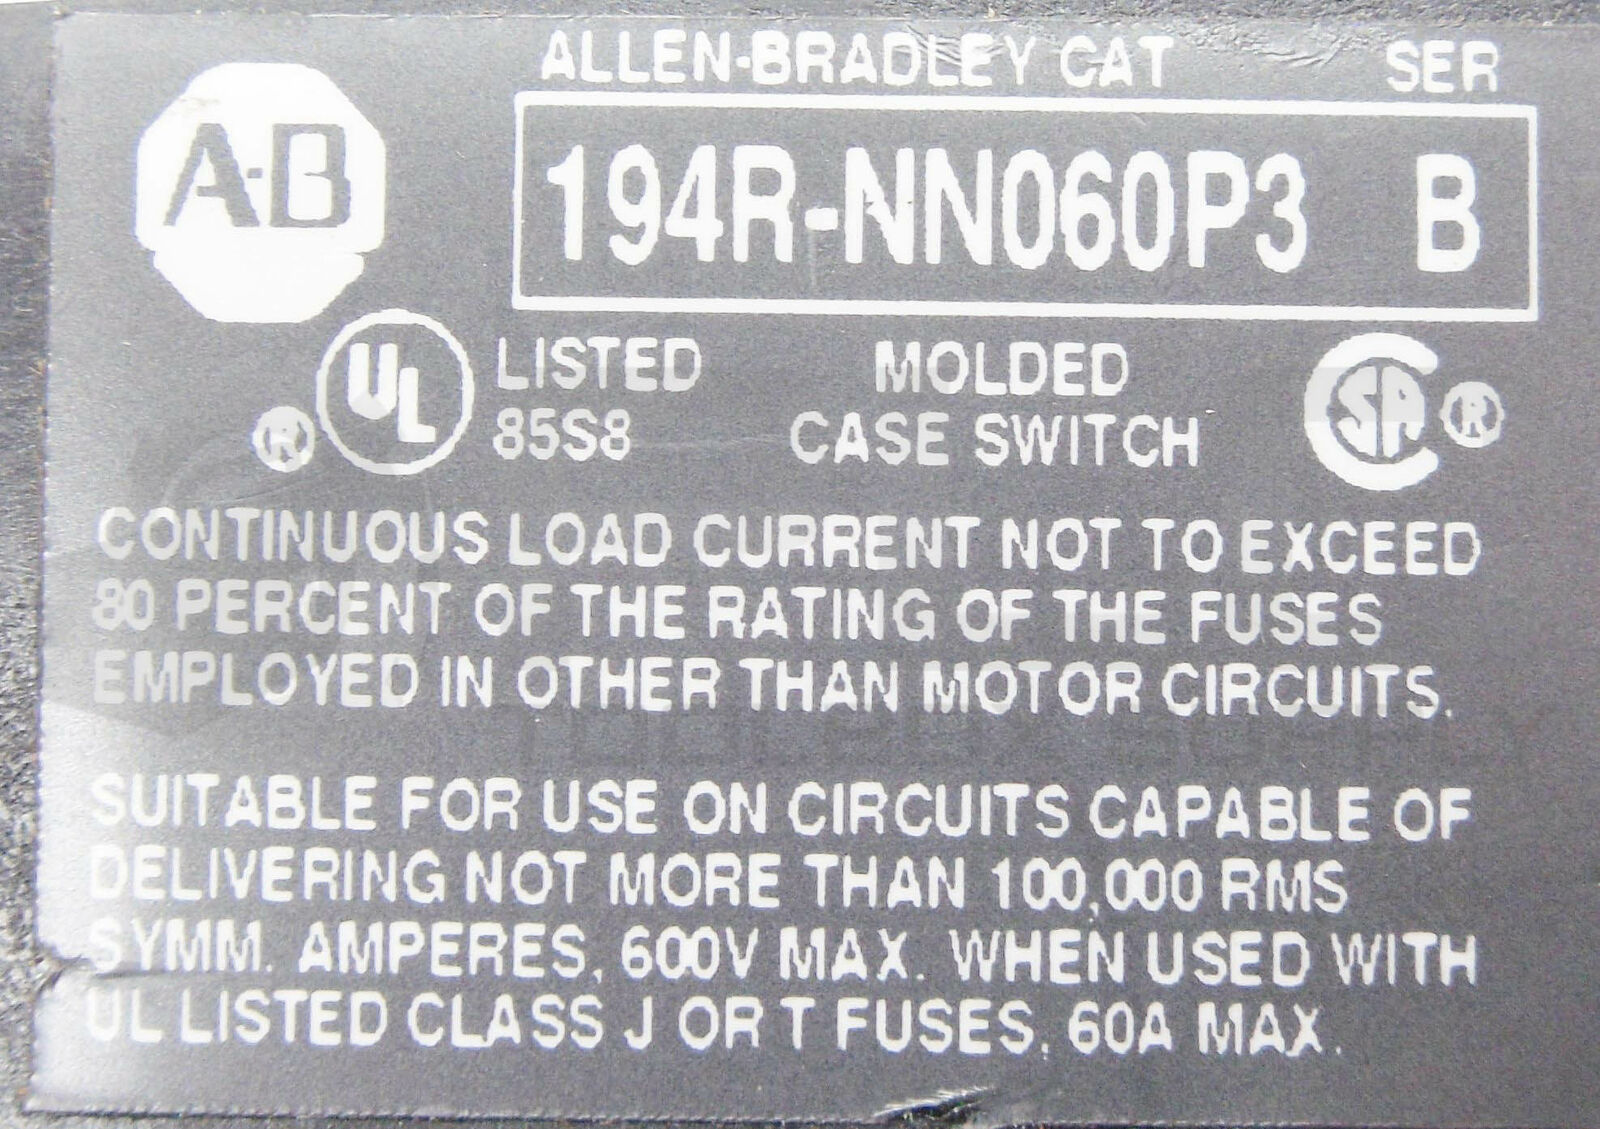 ALLEN-BRADLEY CAT SER
A-B
194R-NN060P3 B
UL LISTED MOLDED CSA ®
® 85S8 CASE SWITCH
CONTINUOUS LOAD CURRENT NOT TO EXCEED
80 PERCENT OF THE RATING OF THE FUSES
EMPLOYED IN OTHER THAN MOTOR CIRCUITS.
SUITABLE FOR USE ON CIRCUITS CAPABLE OF
DELIVERING NOT MORE THAN 100,000 RMS
SYMM. AMPERES, 600V MAX. WHEN USED WITH
UL LISTED CLASS J OR T FUSES, 60A MAX.